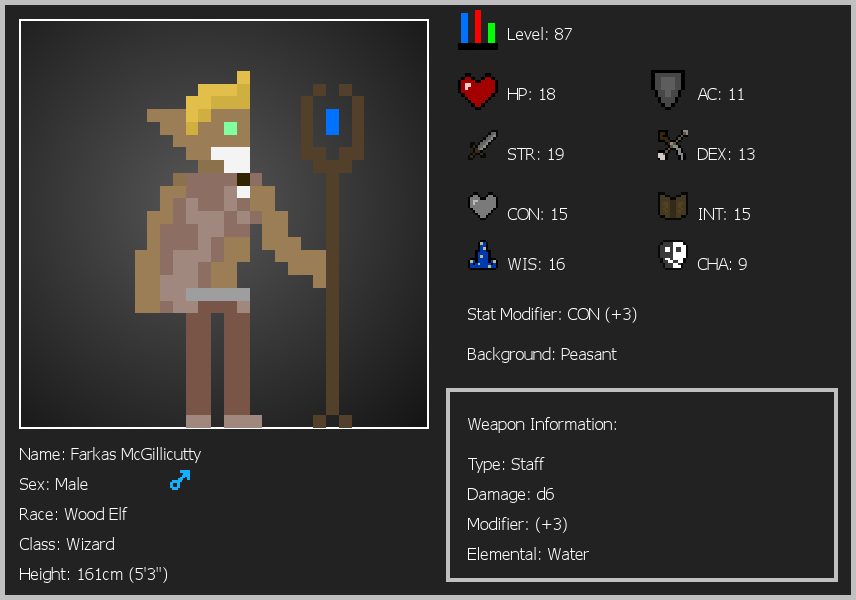 Level: 87
HP: 18
AC: 11
STR: 19
DEX: 13
CON: 15
INT: 15
WIS: 16
CHA: 9
Stat Modifier: CON (+3)
Background: Peasant
Weapon Information:
Type: Staff
Damage: d6
Modifier: (+3)
Elemental: Water
Name: Farkas McGillicutty
Sex: Male
Race: Wood Elf
Class: Wizard
Height: 161cm (5'3")